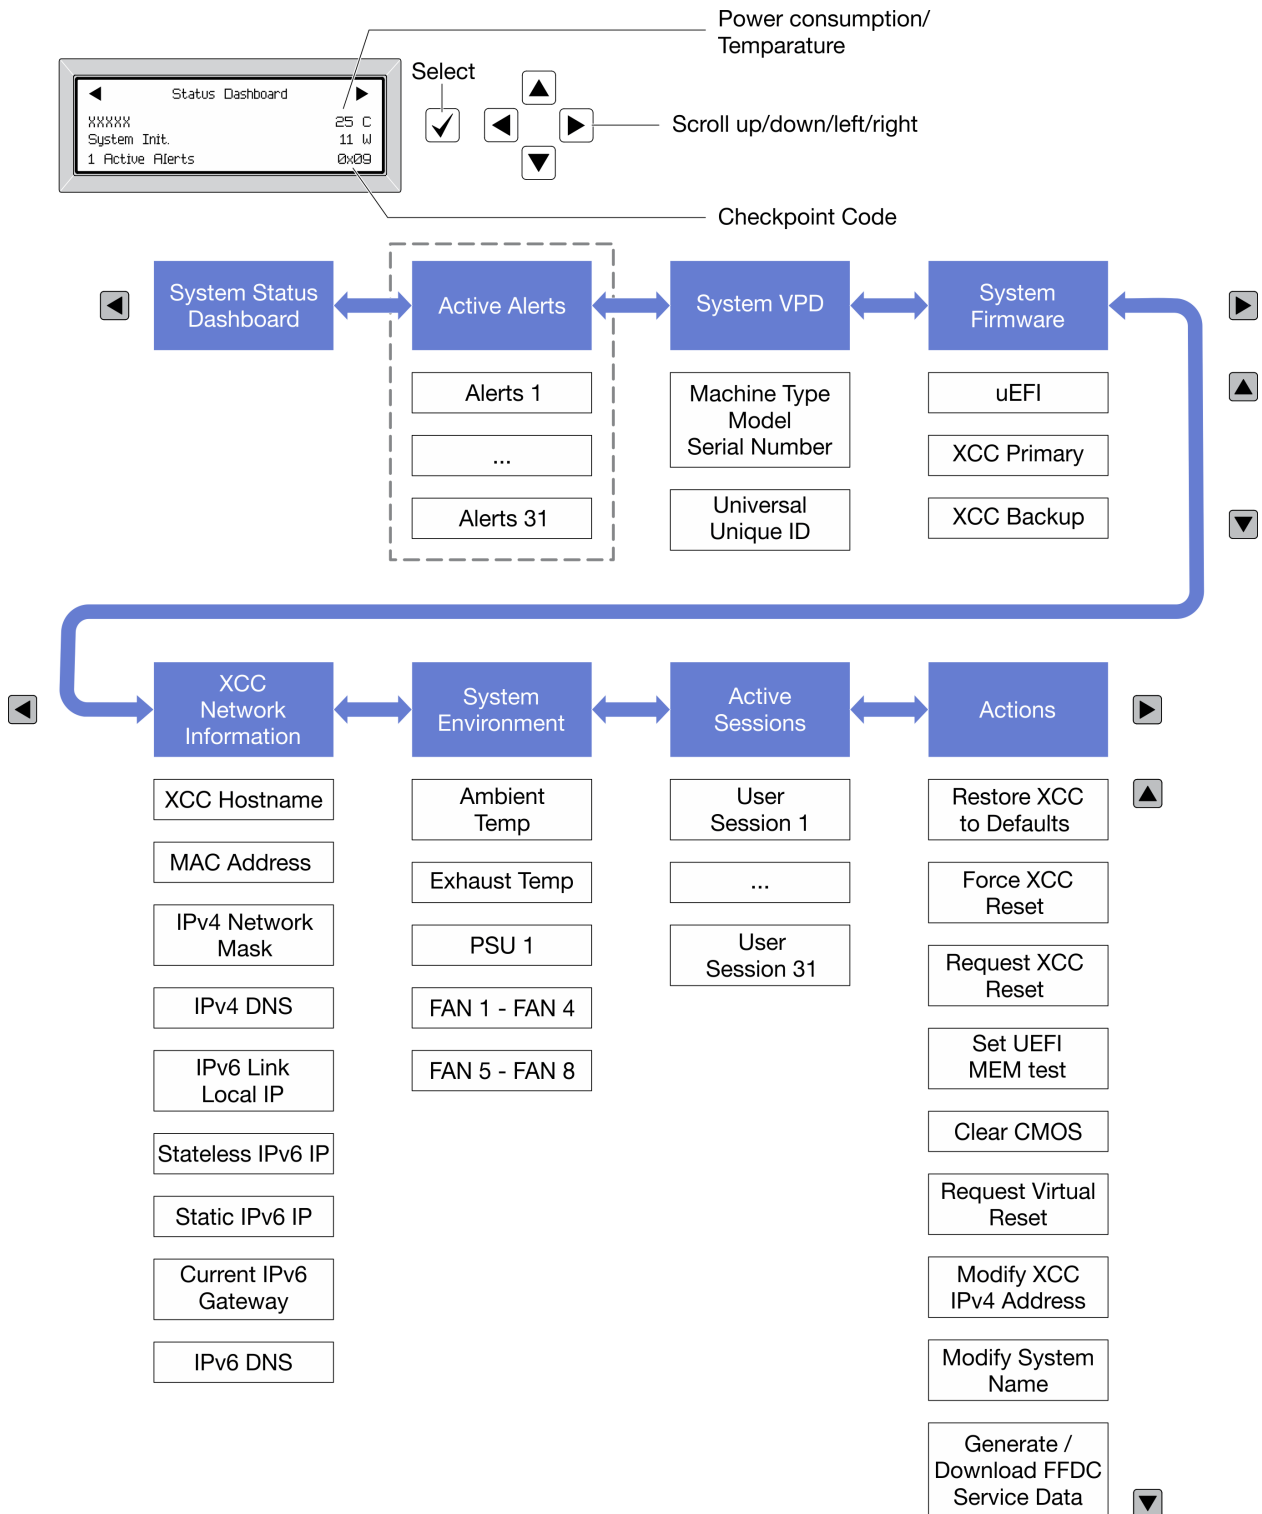 Power consumption/
Temparature
Select
Status Dashboard
XXXXX 25 C
System Init. 11 W
1 Active Alerts 0x09
Scroll up/down/left/right
Checkpoint Code
System Status
Dashboard
Active Alerts
System VPD
System
Firmware
Alerts 1
...
Alerts 31
Machine Type
Model
Serial Number
Universal
Unique ID
uEFI
XCC Primary
XCC Backup
XCC
Network
Information
System
Environment
Active
Sessions
Actions
XCC Hostname
MAC Address
IPv4 Network
Mask
IPv4 DNS
IPv6 Link
Local IP
Stateless IPv6 IP
Static IPv6 IP
Current IPv6
Gateway
IPv6 DNS
Ambient
Temp
Exhaust Temp
PSU 1
FAN 1 - FAN 4
FAN 5 - FAN 8
User
Session 1
...
User
Session 31
Restore XCC
to Defaults
Force XCC
Reset
Request XCC
Reset
Set UEFI
MEM test
Clear CMOS
Request Virtual
Reset
Modify XCC
IPv4 Address
Modify System
Name
Generate /
Download FFDC
Service Data